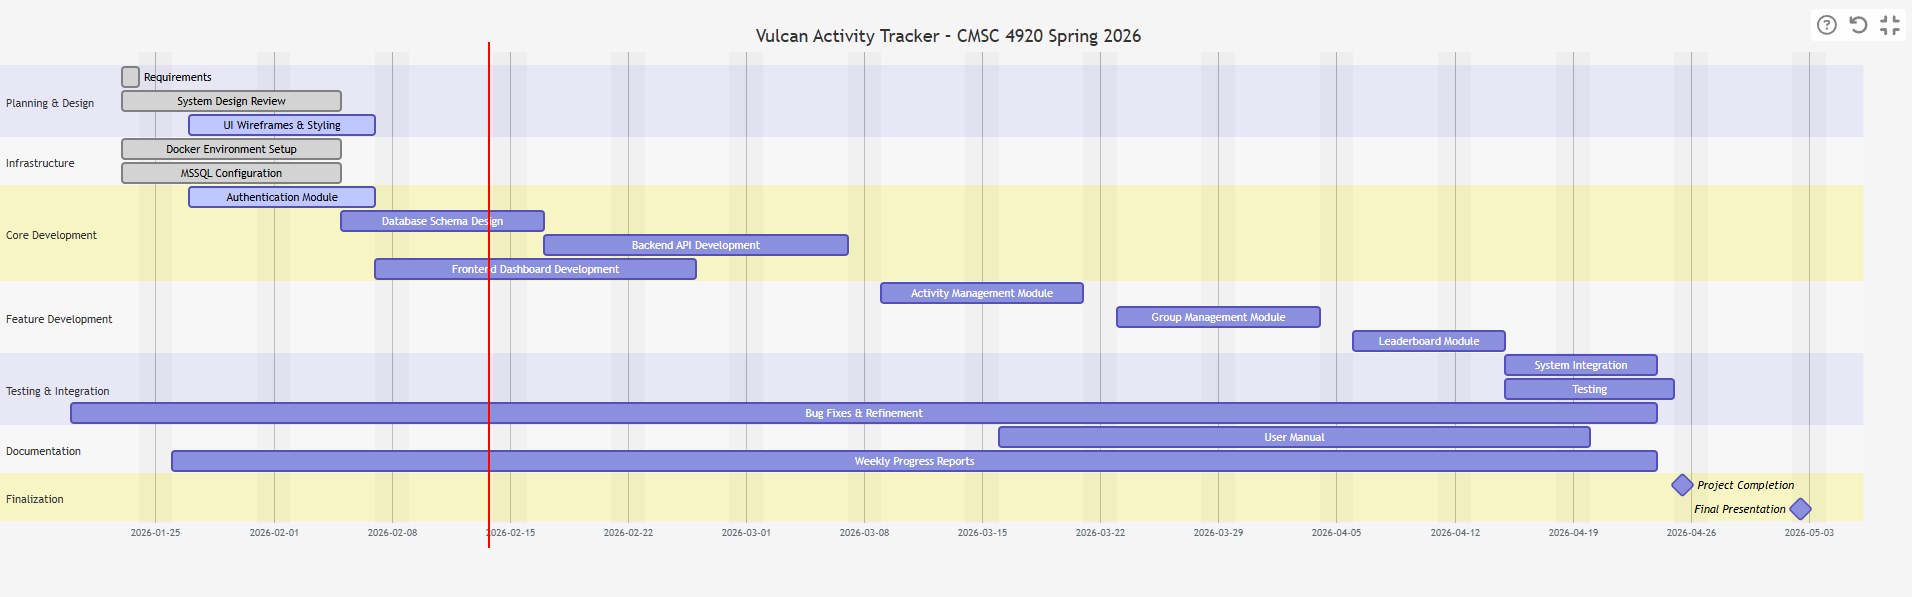 Vulcan Activity Tracker - CMSC 4920 Spring 2026
Planning & Design
Requirements
System Design Review
UI Wireframes & Styling
Infrastructure
Docker Environment Setup
MSSQL Configuration
Core Development
Authentication Module
Database Schema Design
Backend API Development
Frontend Dashboard Development
Feature Development
Activity Management Module
Group Management Module
Leaderboard Module
Testing & Integration
System Integration
Testing
Bug Fixes & Refinement
Documentation
User Manual
Weekly Progress Reports
Finalization
Project Completion
Final Presentation
2026-01-25 2026-02-01 2026-02-08 2026-02-15 2026-02-22 2026-03-01 2026-03-08 2026-03-15 2026-03-22 2026-03-29 2026-04-05 2026-04-12 2026-04-19 2026-04-26 2026-05-03